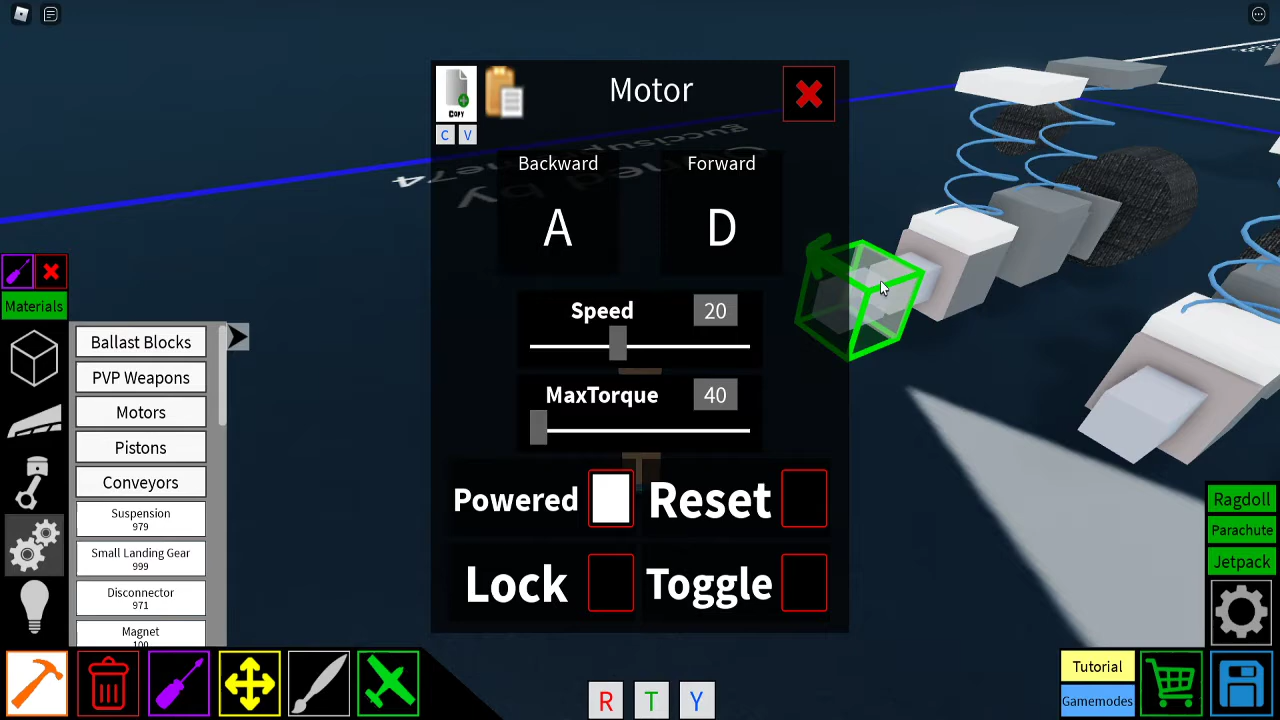 COPY
Motor
C V
Backward Forward
A D
Speed 20
MaxTorque 40
Powered Reset
Lock Toggle
Materials
Ballast Blocks
PVP Weapons
Motors
Pistons
Conveyors
Suspension
979
Small Landing Gear
999
Disconnector
971
Magnet
100
Ragdoll
Parachute
Jetpack
Tutorial
Gamemodes
R T Y